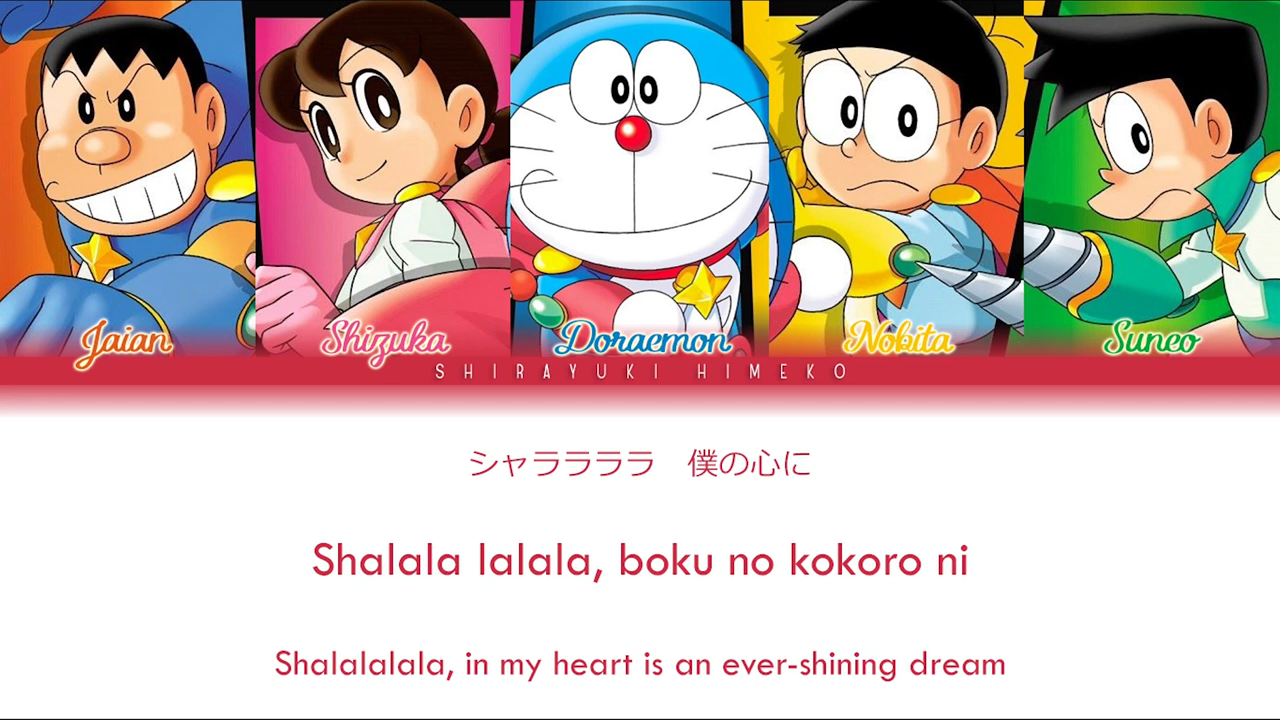 Jaian
Shizuka
Doraemon
Nobita
Suneo
SHIRAYUKI HIMEKO
シャララララ　僕の心に
Shalala lalala, boku no kokoro ni
Shalalalala, in my heart is an ever-shining dream